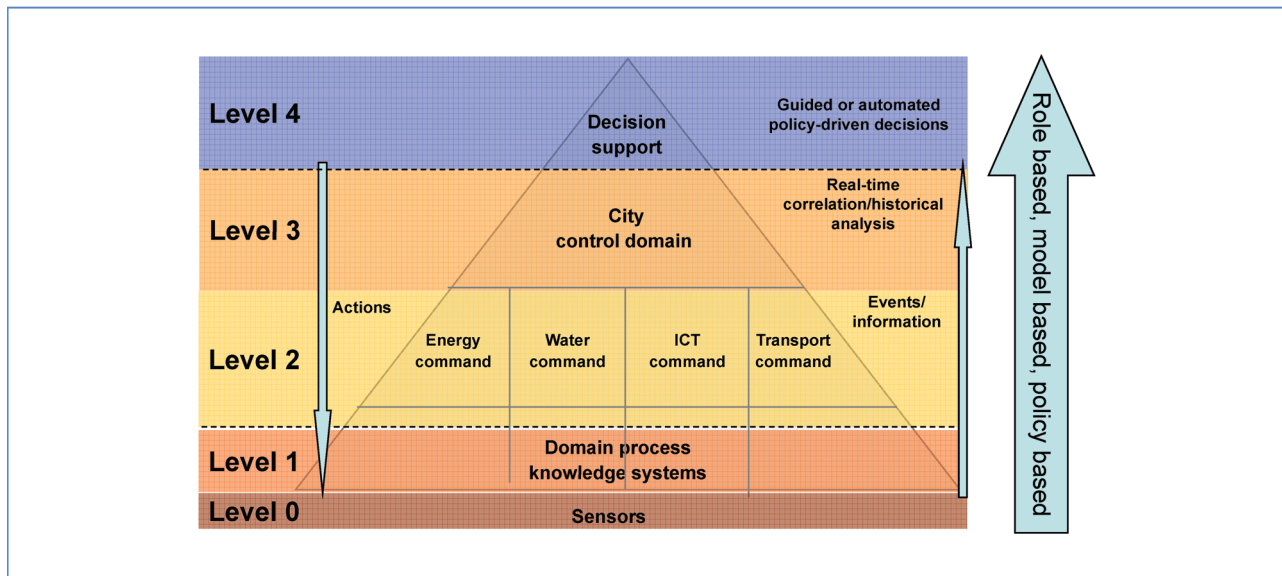 Level 4
Decision
support
Guided or automated
policy-driven decisions
Level 3
City
control domain
Real-time
correlation/historical
analysis
Level 2
Actions
Energy
command
Water
command
ICT
command
Transport
command
Events/
information
Level 1
Domain process
knowledge systems
Level 0
Sensors
Role based, model based, policy based